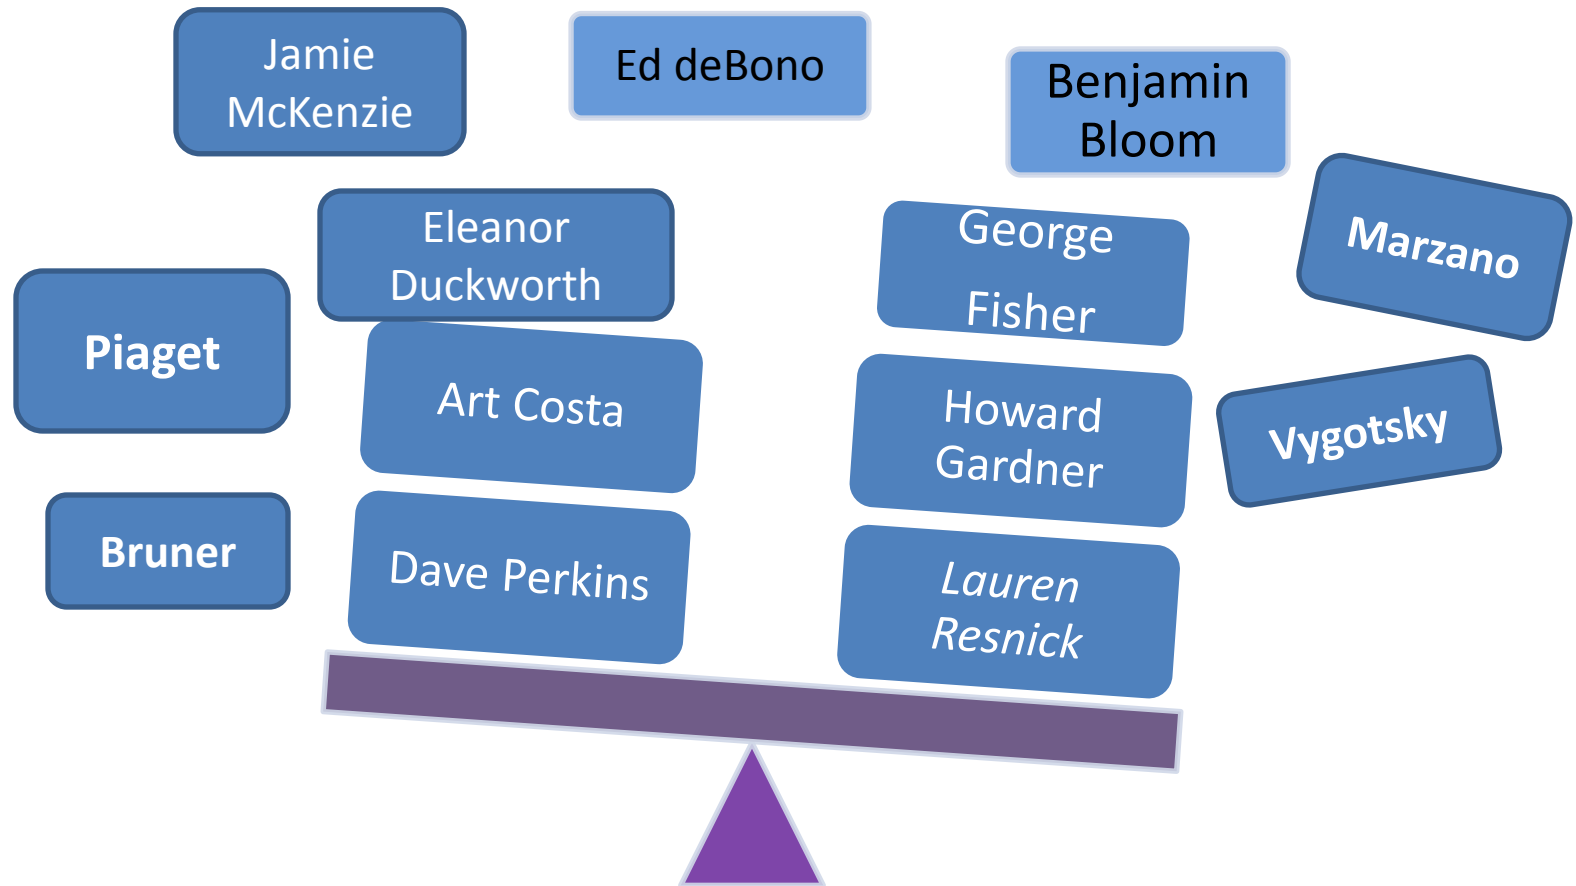 Jamie
McKenzie
Ed deBono
Benjamin
Bloom
Eleanor
Duckworth
George
Fisher
Marzano
Piaget
Art Costa
Howard
Gardner
Vygotsky
Bruner
Dave Perkins
Lauren
Resnick